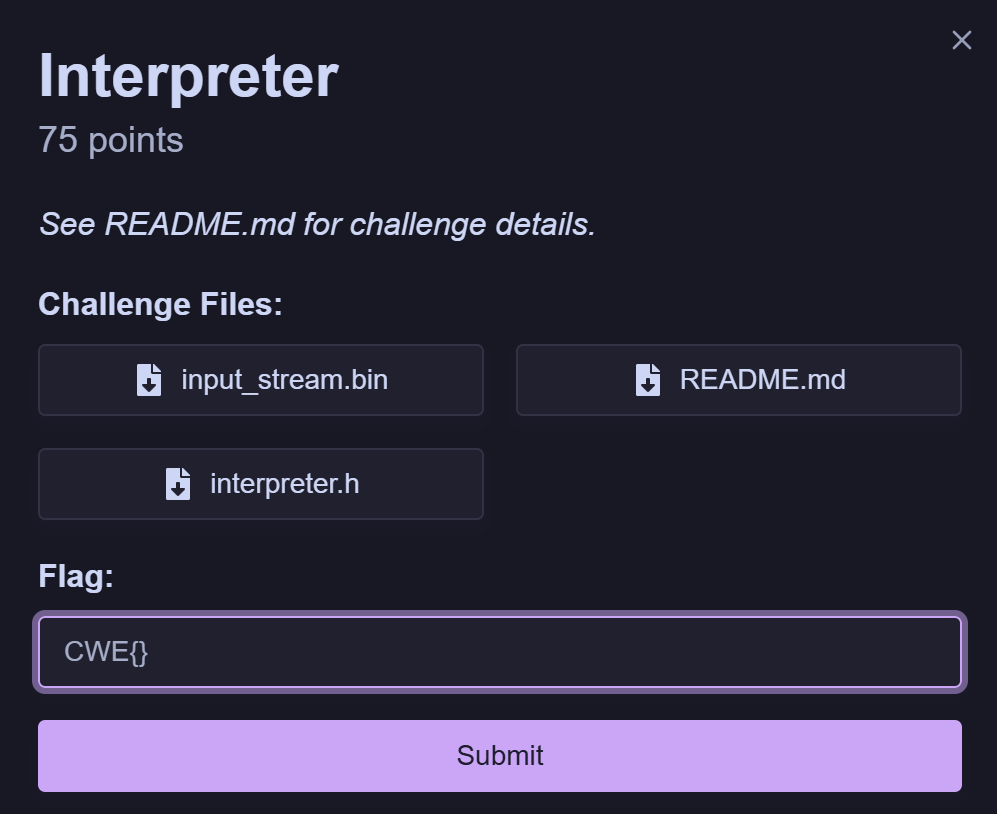 Interpreter
75 points
See README.md for challenge details.
Challenge Files:
input_stream.bin
README.md
interpreter.h
Flag:
CWE{}
Submit